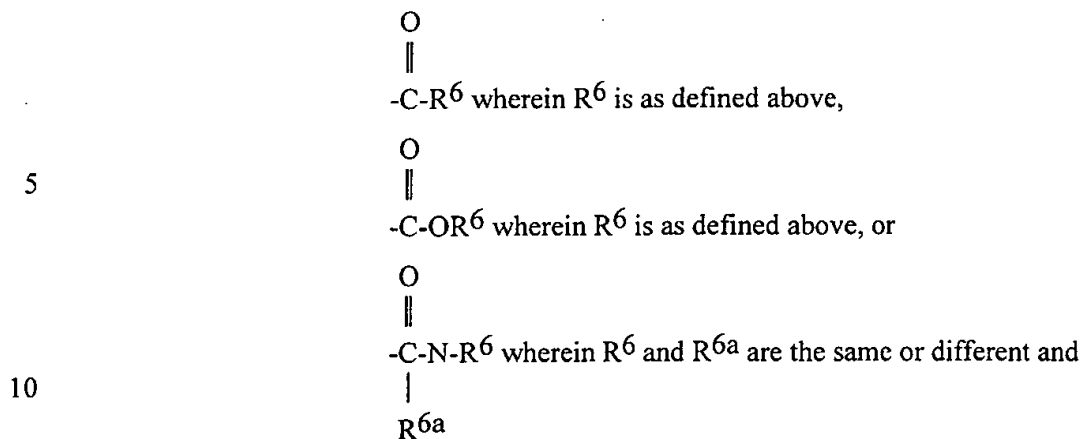 O
||
-C-R6 wherein R6 is as defined above,
O
5 ||
-C-OR6 wherein R6 is as defined above, or
O
||
-C-N-R6 wherein R6 and R6a are the same or different and
10 |
R6a